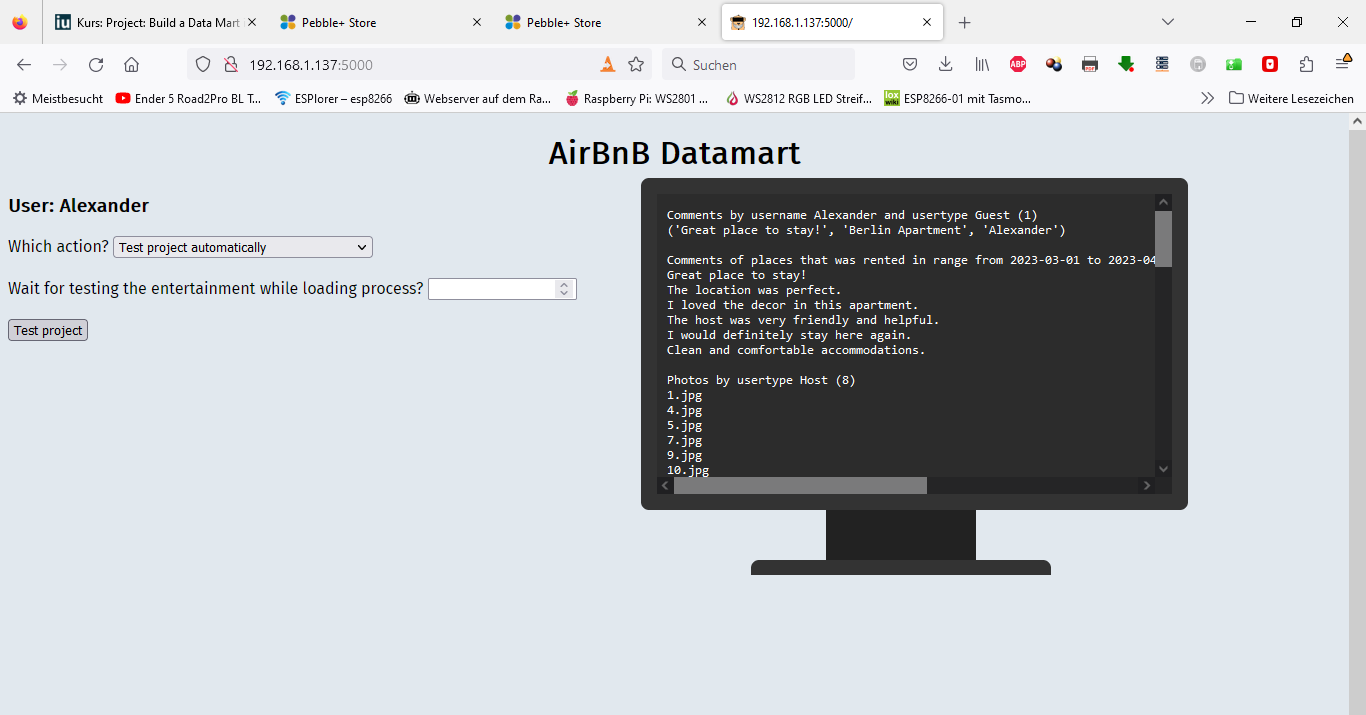 Kurs: Project: Build a Data Mart
Pebble+ Store
Pebble+ Store
192.168.1.137:5000/
192.168.1.137:5000
Suchen
ABP
Meistbesucht
Ender 5 Road2Pro BL T...
ESPlorer – esp8266
Webserver auf dem Ra...
Raspberry Pi: WS2801 ...
WS2812 RGB LED Streif...
lox wiki
ESP8266-01 mit Tasmo...
Weitere Lesezeichen
AirBnB Datamart
User: Alexander
Which action? Test project automatically
Wait for testing the entertainment while loading process?
Test project
Comments by username Alexander and usertype Guest (1)
('Great place to stay!', 'Berlin Apartment', 'Alexander')
Comments of places that was rented in range from 2023-03-01 to 2023-04
Great place to stay!
The location was perfect.
I loved the decor in this apartment.
The host was very friendly and helpful.
I would definitely stay here again.
Clean and comfortable accommodations.
Photos by usertype Host (8)
1.jpg
4.jpg
5.jpg
7.jpg
9.jpg
10.jpg